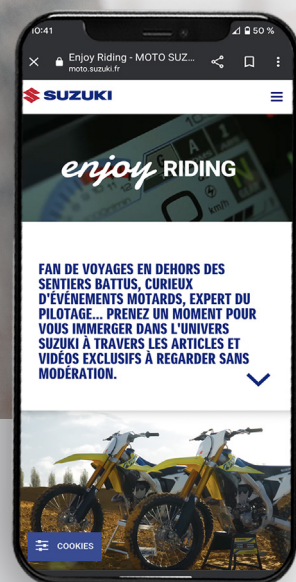 10:41
50 %
Enjoy Riding - MOTO SUZ...
moto.suzuki.fr
SUZUKI
enjoy RIDING
km/h
FAN DE VOYAGES EN DEHORS DES
SENTIERS BATTUS, CURIEUX
D'ÉVÉNEMENTS MOTARDS, EXPERT DU
PILOTAGE... PRENEZ UN MOMENT POUR
VOUS IMMERGER DANS L'UNIVERS
SUZUKI À TRAVERS LES ARTICLES ET
VIDÉOS EXCLUSIFS À REGARDER SANS
MODÉRATION.
COOKIES